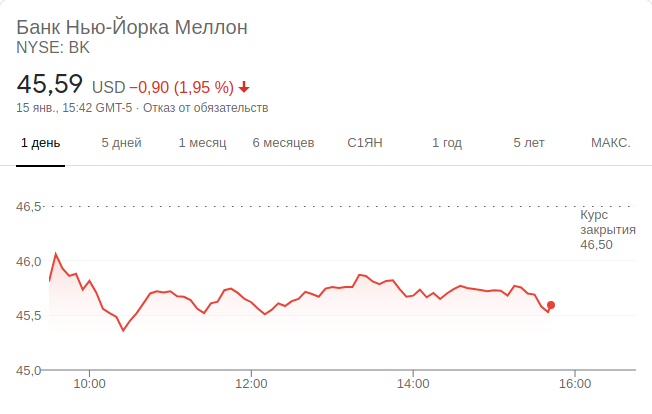 Банк Нью-Йорка Меллон
NYSE: BK
45,59 USD −0,90 (1,95 %)
15 янв., 15:42 GMT-5 · Отказ от обязательств
1 день 5 дней 1 месяц 6 месяцев С1ЯН 1 год 5 лет МАКС.
46,5
Курс
закрытия
46,50
46,0
45,5
45,0
10:00 12:00 14:00 16:00